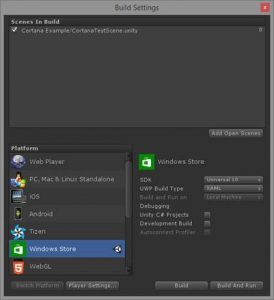 Build Settings
Scenes In Build
Cortana Example/CortanaTestScene.unity 0
Add Open Scenes
Platform
Web Player
PC, Mac & Linux Standalone
iOS
Android
Tizen
Windows Store
WebGL
Windows Store
SDK Universal 10
UWP Build Type XAML
Build and Run on Local Machine
Debugging
Unity C# Projects
Development Build
Autoconnect Profiler
Switch Platform
Player Settings...
Build
Build And Run